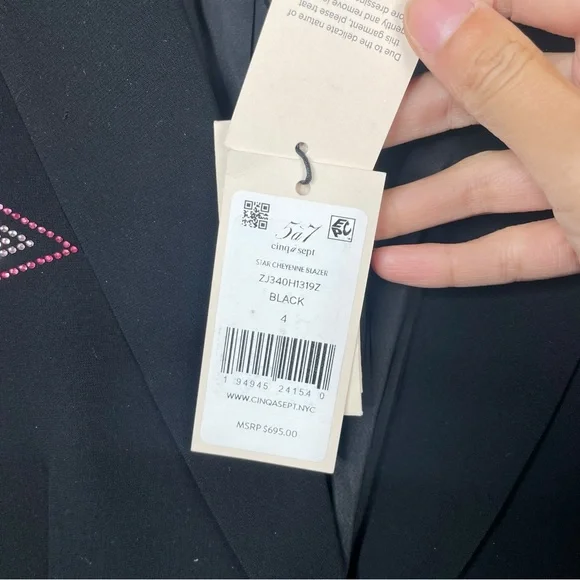 Due to the delicate nature of
this garment, please treat
gently and remove
dressing
5à7
cinq à sept
STAR CHEYENNE BLAZER
ZJ340H1319Z
BLACK
4
1 94945 24154 0
WWW.CINQASEPT.NYC
MSRP $695.00